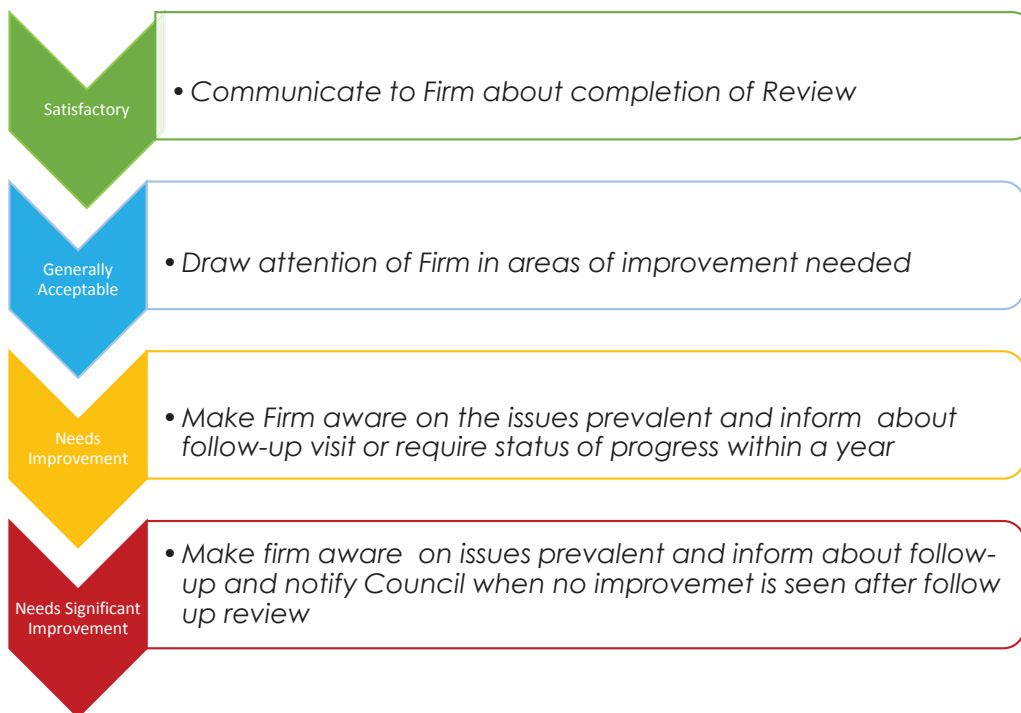 Satisfactory
• Communicate to Firm about completion of Review
Generally
Acceptable
• Draw attention of Firm in areas of improvement needed
Needs
Improvement
• Make Firm aware on the issues prevalent and inform about
follow-up visit or require status of progress within a year
Needs Significant
Improvement
• Make firm aware on issues prevalent and inform about follow-
up and notify Council when no improvemet is seen after follow
up review